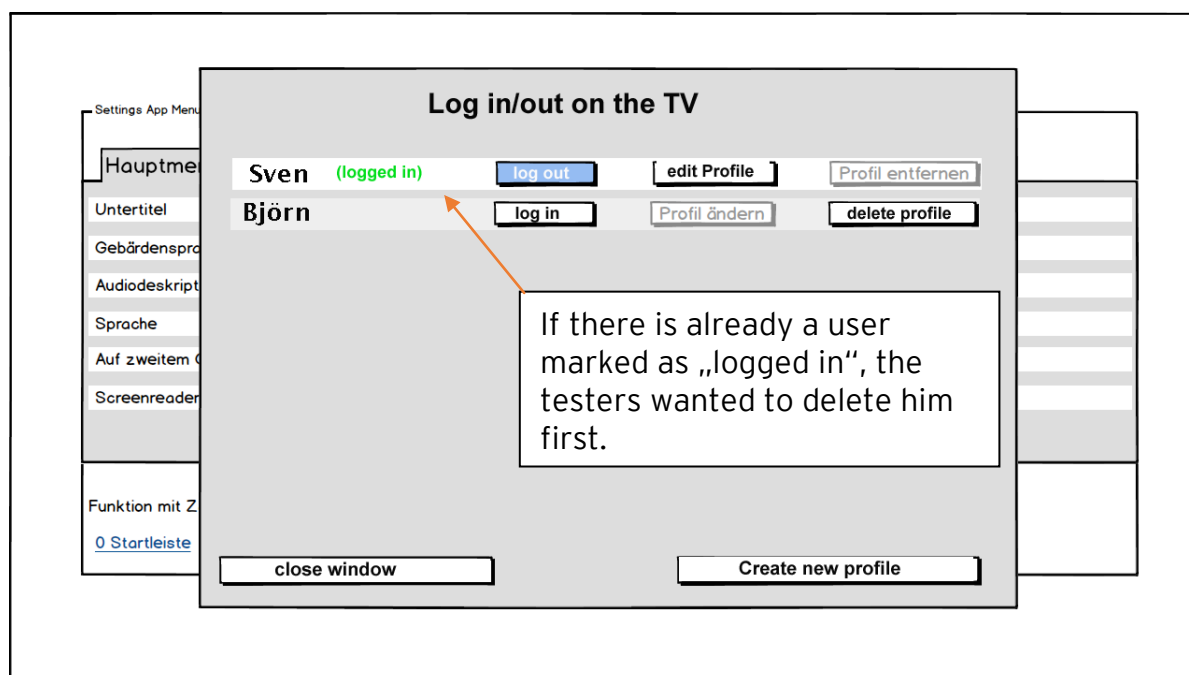 Log in/out on the TV
Settings App Menu
Hauptme
Sven (logged in) log out edit Profile Profil entfernen
Untertitel
Björn log in Profil ändern delete profile
Gebärdenspra
Audiodeskript
Sprache
Auf zweitem
Screenreader
If there is already a user
marked as „logged in“, the
testers wanted to delete him
first.
Funktion mit Z
0 Startleiste
close window Create new profile